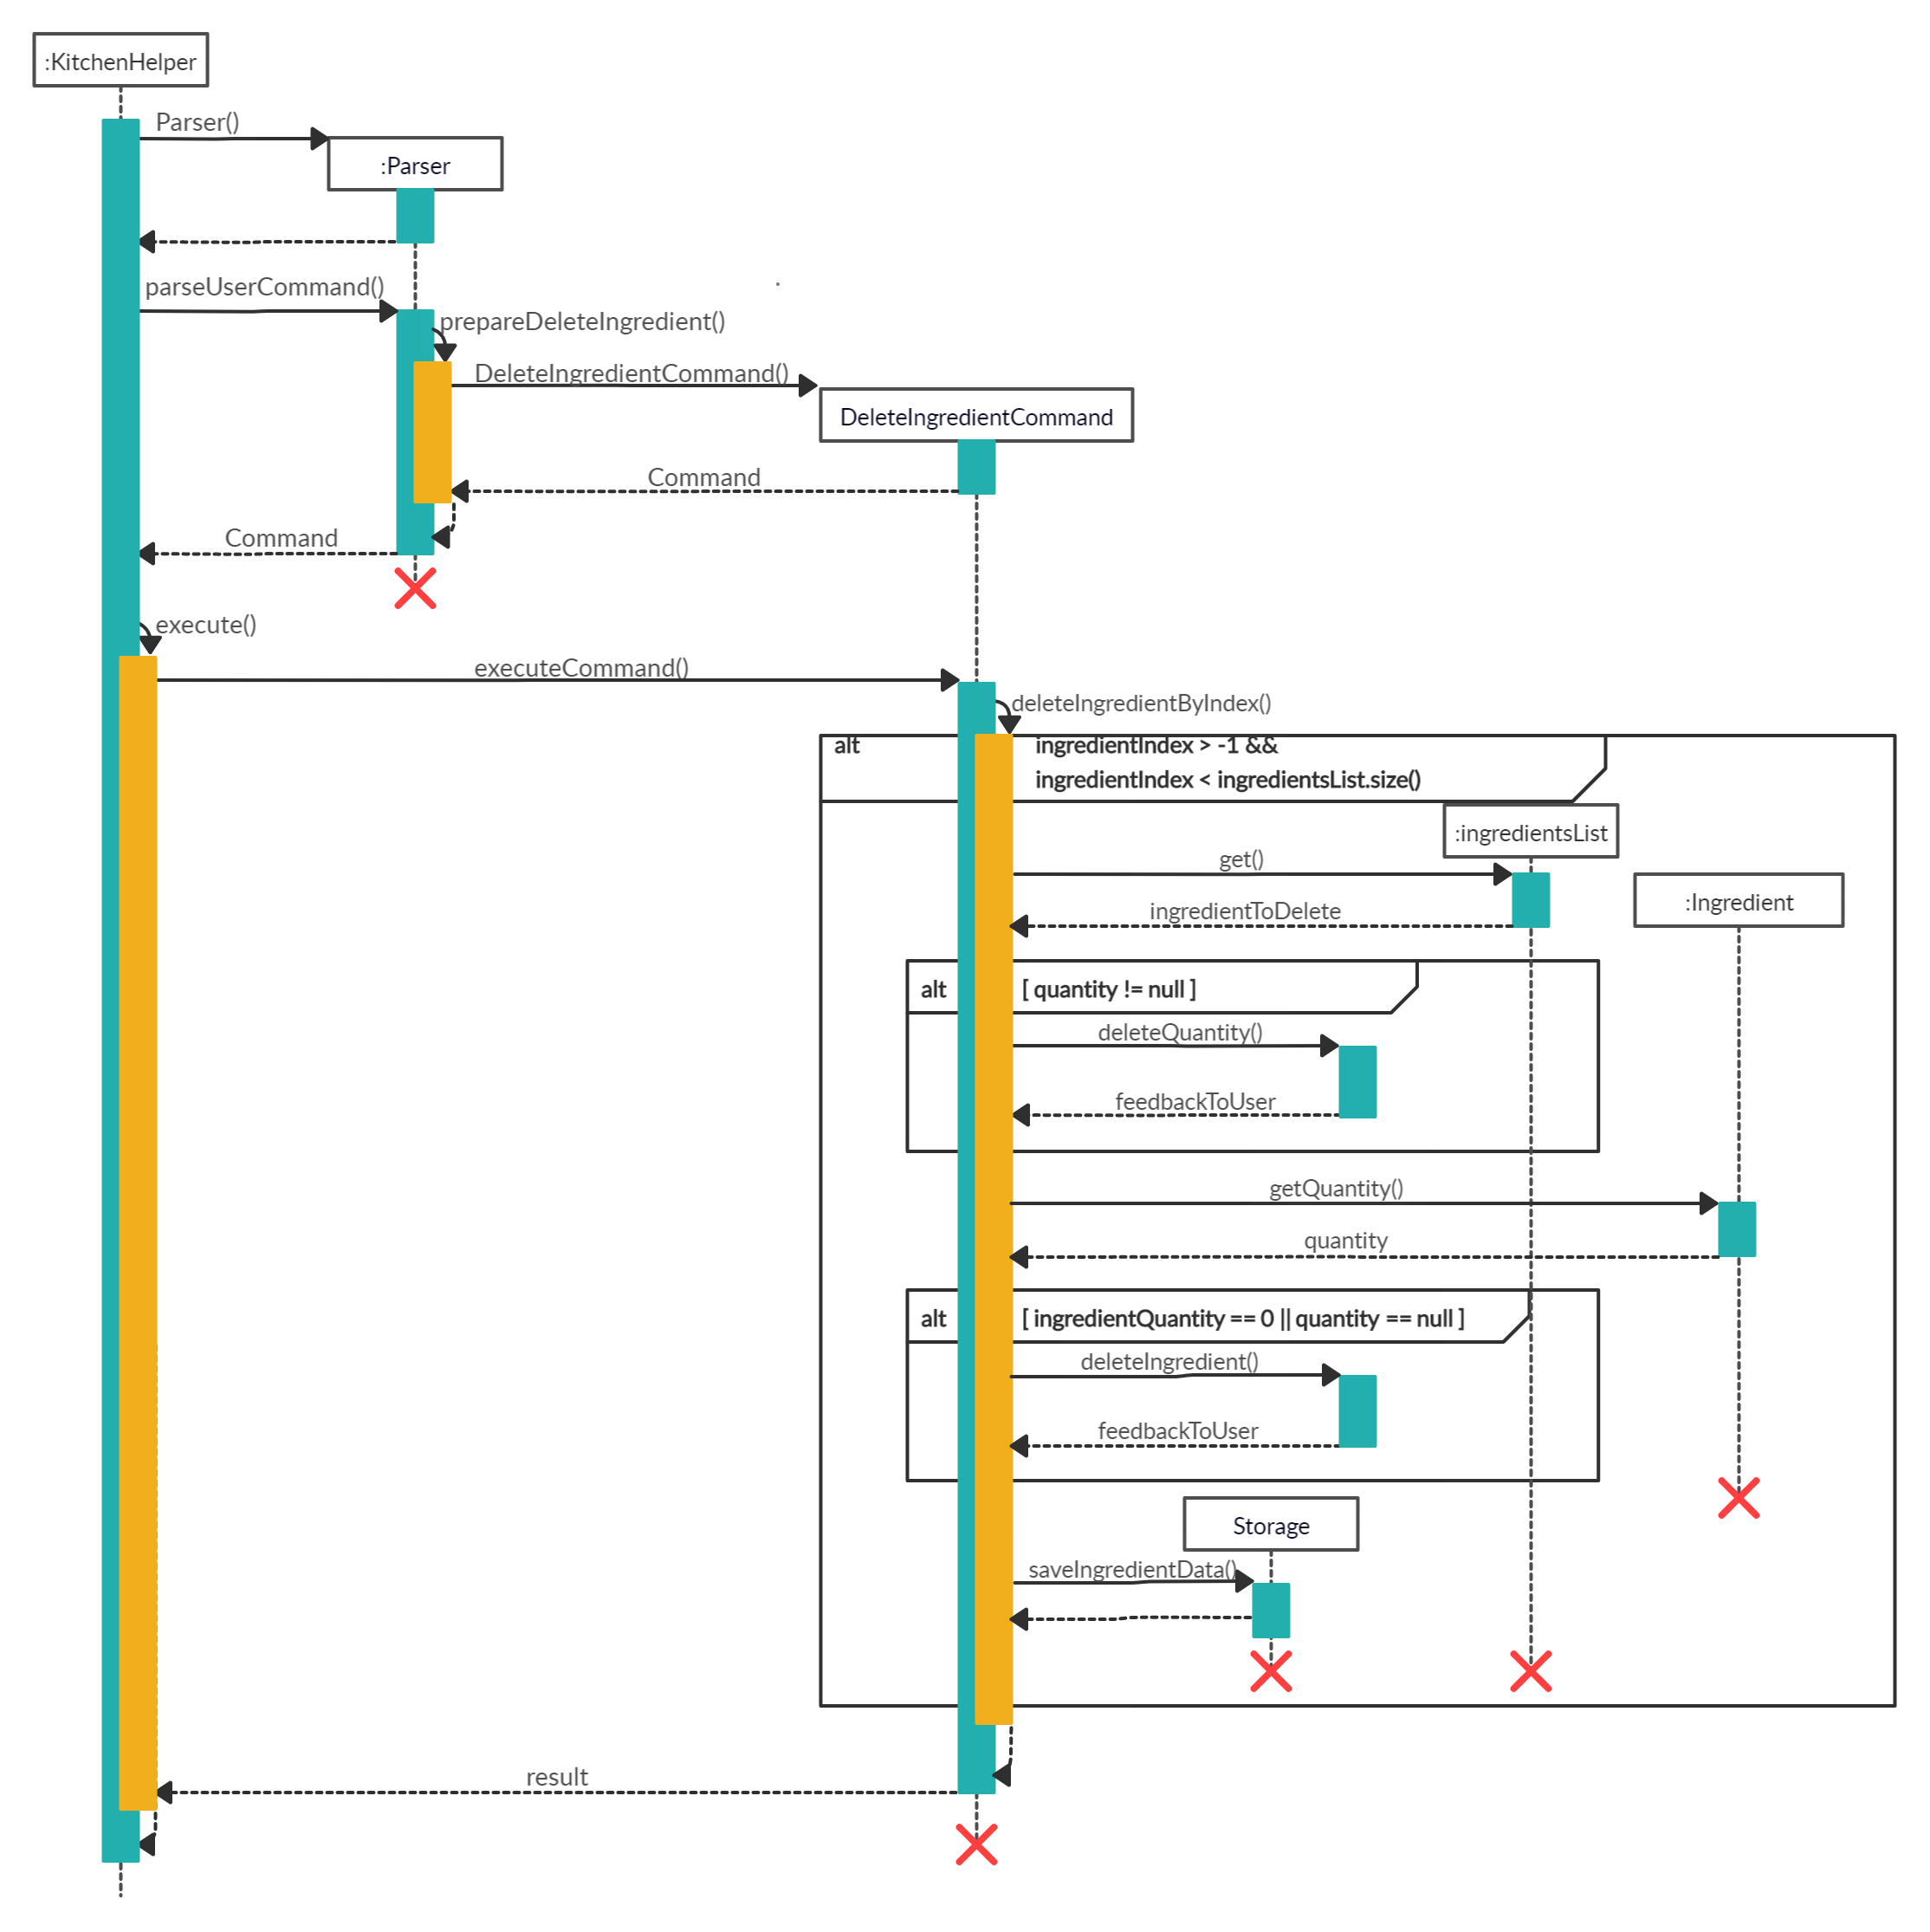 :KitchenHelper
Parser()
:Parser
parseUserCommand()
prepareDeleteIngredient()
DeleteIngredientCommand()
DeleteIngredientCommand
Command
Command
execute()
executeCommand()
deleteIngredientByIndex()
alt ingredientIndex > -1 &&
ingredientIndex < ingredientsList.size()
:ingredientsList
get()
:Ingredient
ingredientToDelete
alt [ quantity != null ]
deleteQuantity()
feedbackToUser
getQuantity()
quantity
alt [ ingredientQuantity == 0 || quantity == null ]
deleteIngredient()
feedbackToUser
Storage
saveIngredientData()
result